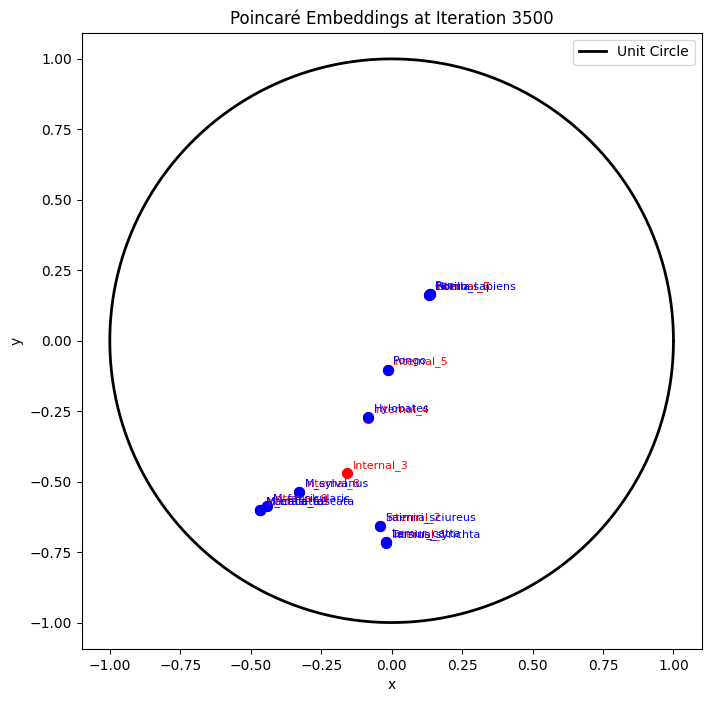 Poincaré Embeddings at Iteration 3500
Unit Circle
1.00
0.75
0.50
0.25
Pongo
Internal_5
0.00
y
Hylobates
Internal_4
−0.25
Internal_3
M_sylvanus
−0.50
Saimiri_sciureus
Internal_2
Tarsius_syrichta
−0.75
−1.00
−1.00
−0.75
−0.50
−0.25
0.00
0.25
0.50
0.75
1.00
x